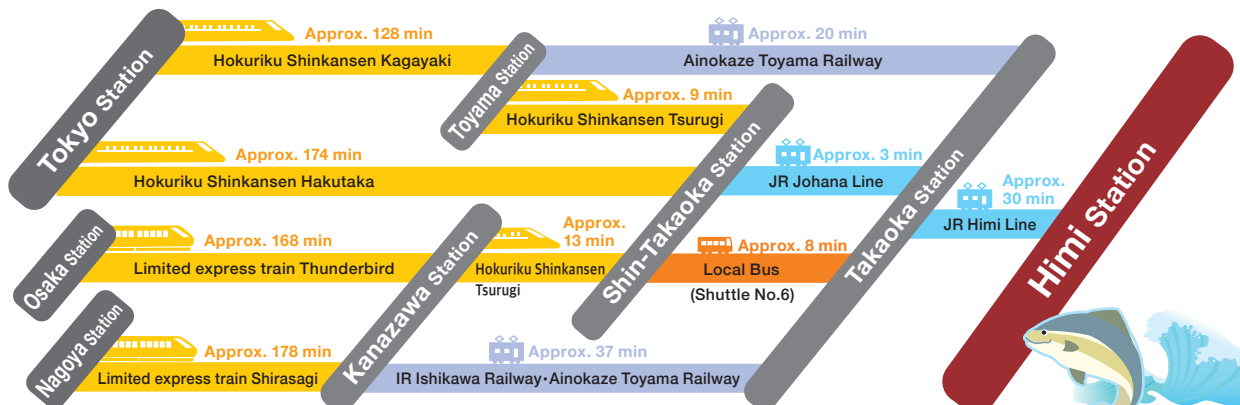 Tokyo Station
Approx. 128 min
Hokuriku Shinkansen Kagayaki
Toyama Station
Approx. 20 min
Ainokaze Toyama Railway
Approx. 9 min
Hokuriku Shinkansen Tsurugi
Approx. 174 min
Hokuriku Shinkansen Hakutaka
Shin-Takaoka Station
Approx. 3 min
JR Johana Line
Takaoka Station
Approx.
30 min
JR Himi Line
Himi Station
Osaka Station
Approx. 168 min
Limited express train Thunderbird
Kanazawa Station
Approx.
13 min
Hokuriku Shinkansen
Tsurugi
Approx. 8 min
Local Bus
(Shuttle No.6)
Nagoya Station
Approx. 178 min
Limited express train Shirasagi
Approx. 37 min
IR Ishikawa Railway・Ainokaze Toyama Railway